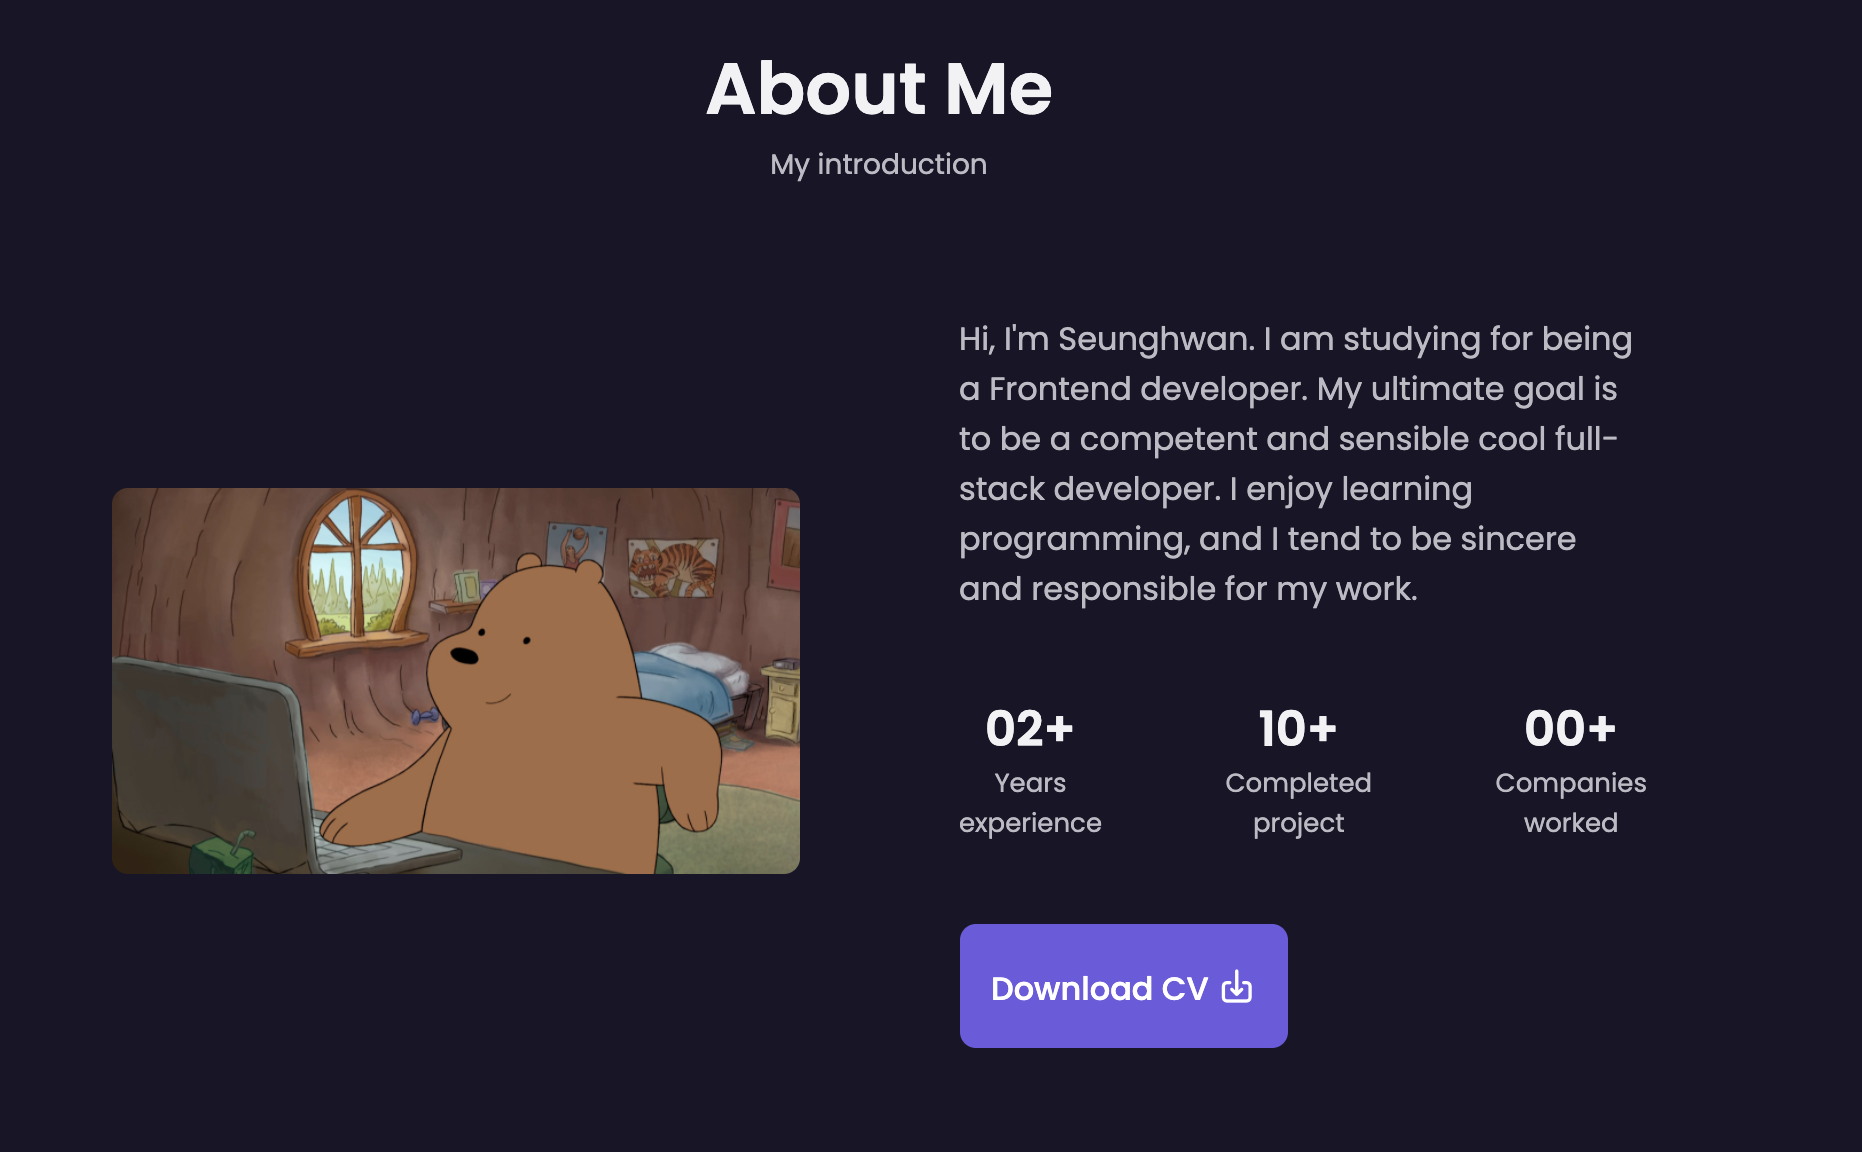 About Me
My introduction
Hi, I'm Seunghwan. I am studying for being
a Frontend developer. My ultimate goal is
to be a competent and sensible cool full-
stack developer. I enjoy learning
programming, and I tend to be sincere
and responsible for my work.
02+
Years
experience
10+
Completed
project
00+
Companies
worked
Download CV